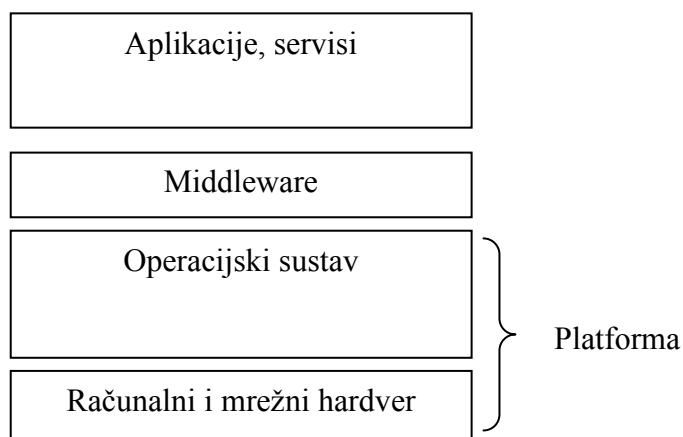 Aplikacije, servisi
Middleware
Operacijski sustav
Platforma
Računalni i mrežni hardver